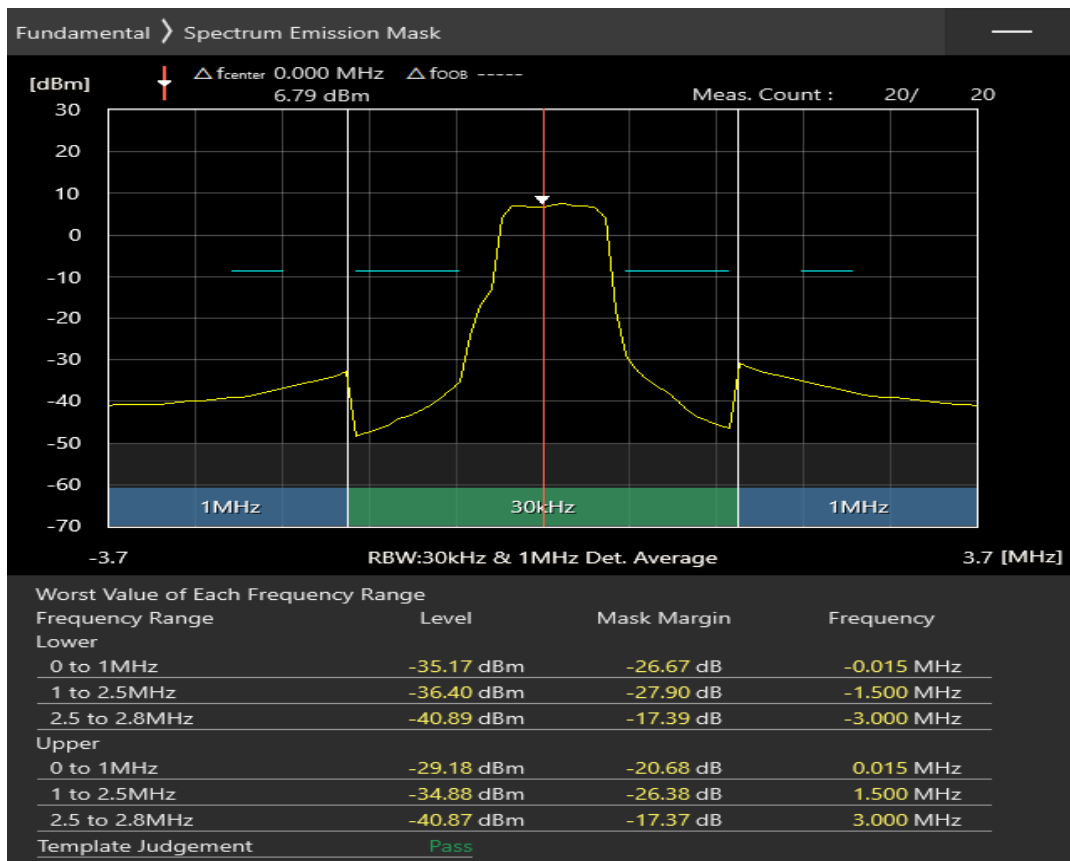 Fundamental 〉 Spectrum Emission Mask
[dBm] △ fcenter 0.000 MHz △ fOOB -----
6.79 dBm Meas. Count : 20/ 20
30
20
10
0
-10
-20
-30
-40
-50
-60
1MHz 30kHz 1MHz
-70
-3.7 RBW:30kHz & 1MHz Det. Average 3.7 [MHz]
Worst Value of Each Frequency Range
Frequency Range Level Mask Margin Frequency
Lower
0 to 1MHz -35.17 dBm -26.67 dB -0.015 MHz
1 to 2.5MHz -36.40 dBm -27.90 dB -1.500 MHz
2.5 to 2.8MHz -40.89 dBm -17.39 dB -3.000 MHz
Upper
0 to 1MHz -29.18 dBm -20.68 dB 0.015 MHz
1 to 2.5MHz -34.88 dBm -26.38 dB 1.500 MHz
2.5 to 2.8MHz -40.87 dBm -17.37 dB 3.000 MHz
Template Judgement Pass